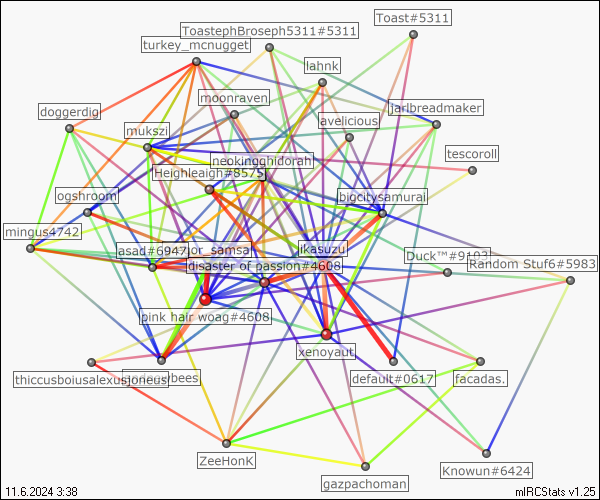 Toast#5311
ToastephBroseph5311#5311
turkey_mcnugget
lahnk
moonraven
jarlbreadmaker
doggerdig
avelicious
mukszi
tescoroll
neokingghidorah
Heighleaigh#8575
ogshroom
bigcitysamurai
mingus4742
asad#6947
jor_samsa
ikasuzu
Duck™#9103
Random Stuf6#5983
disaster of passion#4608
pink hair woag#4608
xenoyaut
thiccusboiusalexusjoneus
bees
default#0617
facadas.
ZeeHonK
Knowun#6424
gazpachoman
11.6.2024 3:38
mIRCStats v1.25